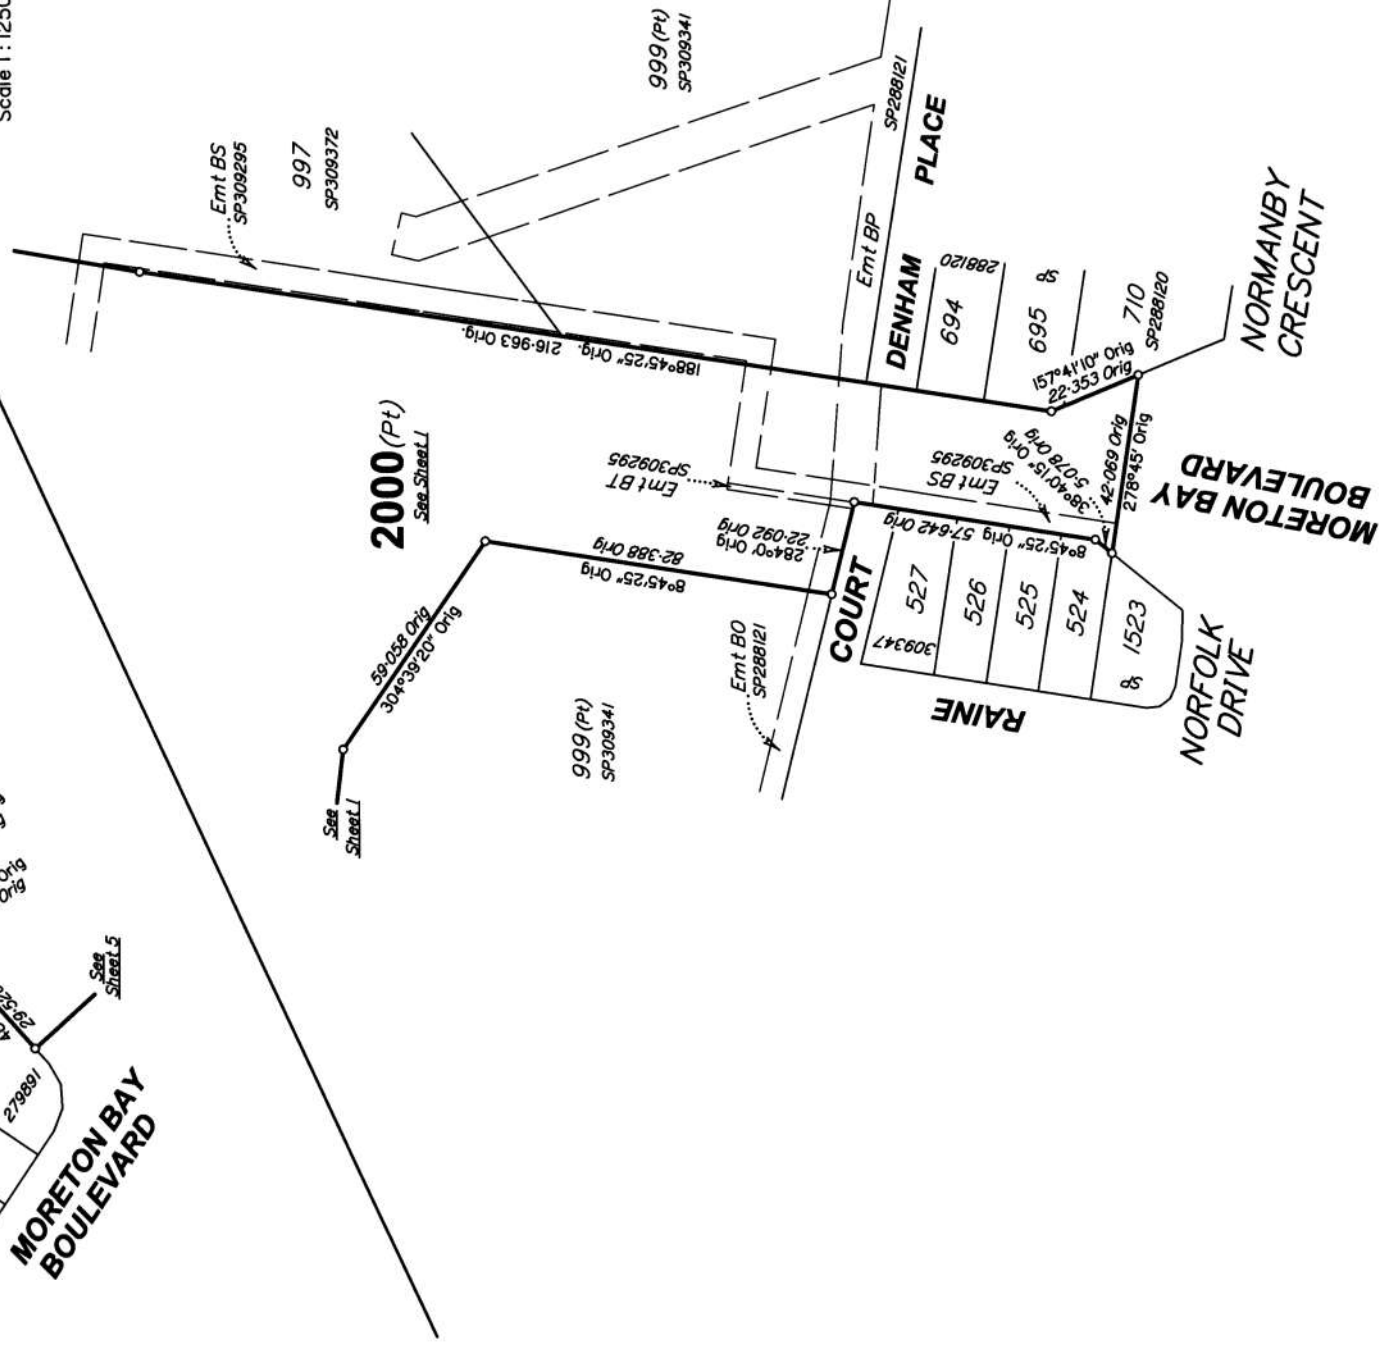 Scale 1 : 1250
999 (Pt)
SP309341
Emt BS
SP309295
997
SP309372
SP288121
PLACE
Emt BP
DENHAM
288120
694
SP
695
710
SP288120
NORMANBY
CRESCENT
157°41'10" Orig
22·353 Orig
216·963 Orig.
188°45'25" Orig.
2000 (Pt)
See Sheet 1
Emt BT
SP309295
Emt BS
SP309295
38°40'15" Orig
5·078 Orig
42·069 Orig
278°45' Orig
MORETON BAY
BOULEVARD
284°0' Orig
22·092 Orig
8°45'25" Orig 57·642 Orig
82·388 Orig
8°45'25" Orig
59·058 Orig
304°39'20" Orig
See
Sheet 1
999 (Pt)
SP309341
Emt BO
SP288121
COURT
309347
527
526
525
524
1523
SP
RAINE
NORFOLK
DRIVE
Orig
Orig
See
Sheet 5
279891
MORETON BAY
BOULEVARD